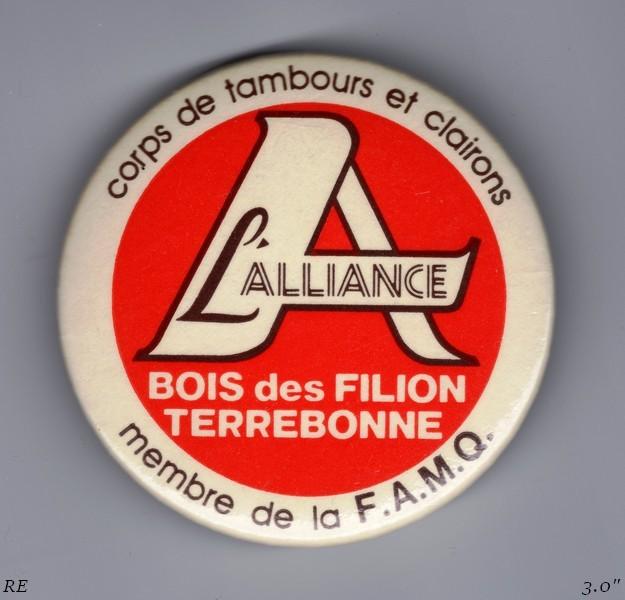 corps de tambours et clairons
L'ALLIANCE
BOIS des FILION
TERREBONNE
membre de la F.A.M.Q.
RE
3.0"